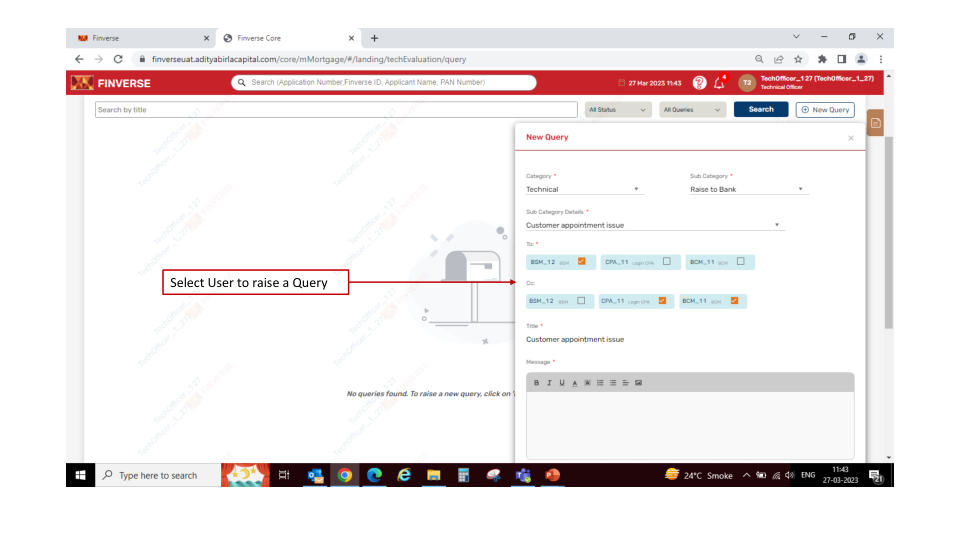 Finverse
Finverse Core
finverseuat.adityabirlacapital.com/core/mMortgage/#/landing/techEvaluation/query
FINVERSE
Search (Application Number,Finverse ID, Applicant Name, PAN Number)
27 Mar 2023 11:43
4
T2
TechOfficer_1 27 (TechOfficer_1_27)
Technical Officer
Search by title
All Status
All Queries
Search
New Query
New Query
Category *
Sub Category *
Technical
Raise to Bank
Sub Category Details *
Customer appointment issue
To: *
BSM_12 BSM
CPA_11 Login CPA
BCM_11 BCM
Select User to raise a Query
Cc:
BSM_12 BSM
CPA_11 Login CPA
BCM_11 BCM
Title *
Customer appointment issue
Message *
B I U A
No queries found. To raise a new query, click on '
Type here to search
24°C Smoke
ENG
11:43
27-03-2023
21